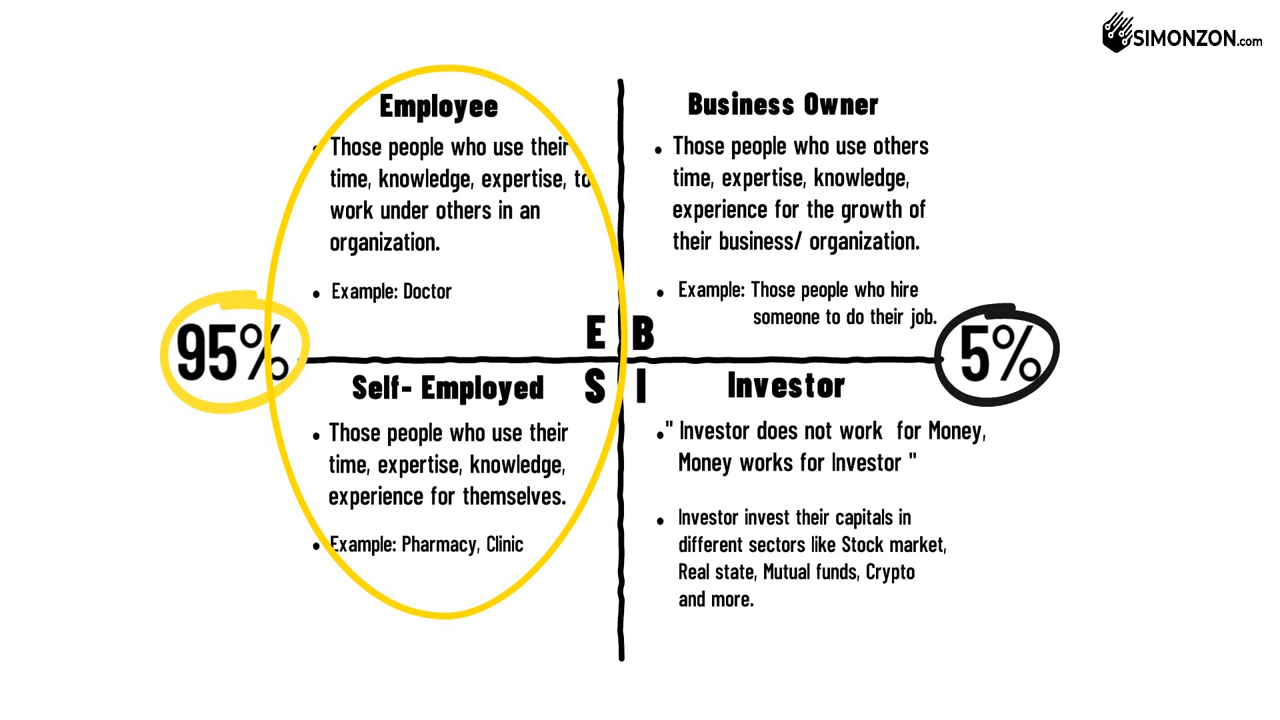 SIMONZON.com
Employee
• Those people who use their
time, knowledge, expertise, to
work under others in an
organization.
• Example: Doctor
Business Owner
• Those people who use others
time, expertise, knowledge,
experience for the growth of
their business/ organization.
• Example: Those people who hire
someone to do their job.
E B
95%
5%
S I
Self- Employed
• Those people who use their
time, expertise, knowledge,
experience for themselves.
• Example: Pharmacy, Clinic
Investor
•" Investor does not work for Money,
Money works for Investor "
• Investor invest their capitals in
different sectors like Stock market,
Real state, Mutual funds, Crypto
and more.